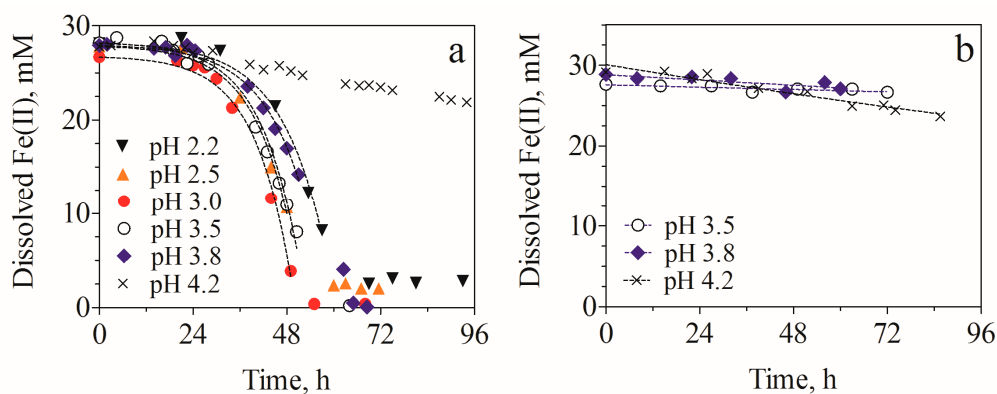 Dissolved Fe(II), mM
30
20
10
0
a
pH 2.2
pH 2.5
pH 3.0
pH 3.5
pH 3.8
pH 4.2
0 24 48 72 96
Time, h
Dissolved Fe(II), mM
40
30
20
10
0
b
pH 3.5
pH 3.8
pH 4.2
0 24 48 72 96
Time, h